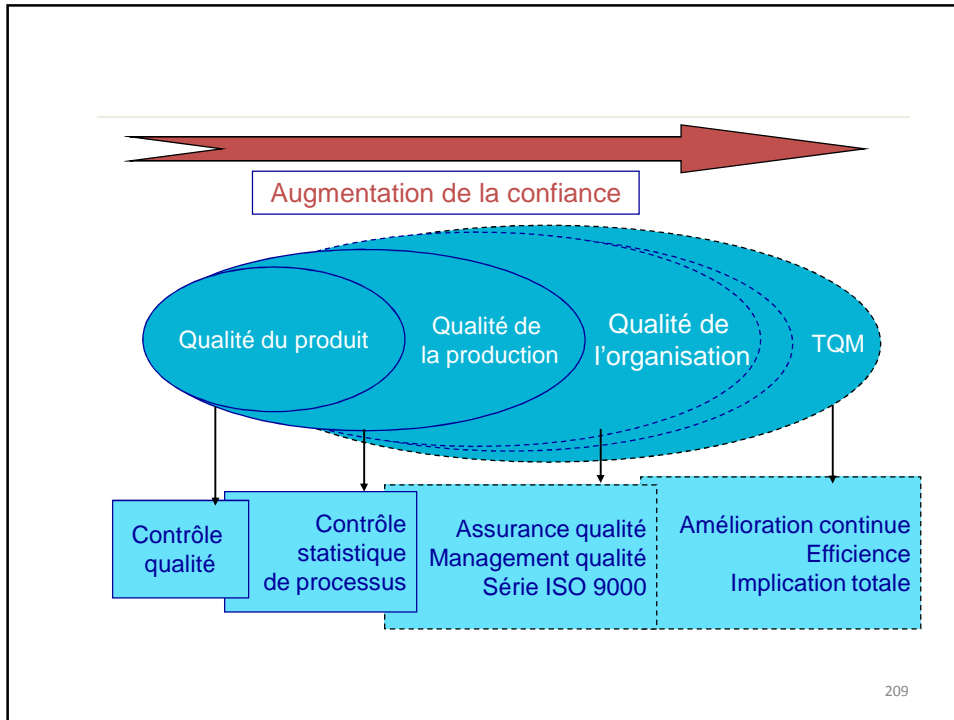 Augmentation de la confiance
Qualité du produit
Qualité de
la production
Qualité de
l’organisation
TQM
Contrôle
qualité
Contrôle
statistique
de processus
Assurance qualité
Management qualité
Série ISO 9000
Amélioration continue
Efficience
Implication totale
209